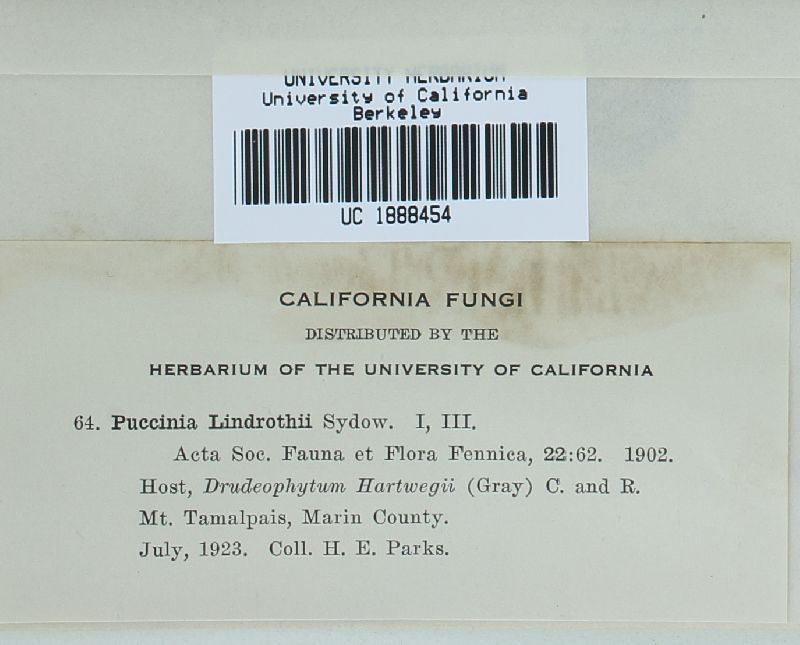 UNIVERSITY HERBARIUM
University of California
Berkeley
UC 1888454
CALIFORNIA FUNGI
DISTRIBUTED BY THE
HERBARIUM OF THE UNIVERSITY OF CALIFORNIA
64. Puccinia Lindrothii Sydow. I, III.
Acta Soc. Fauna et Flora Fennica, 22:62. 1902.
Host, Drudeophytum Hartwegii (Gray) C. and R.
Mt. Tamalpais, Marin County.
July, 1923. Coll. H. E. Parks.